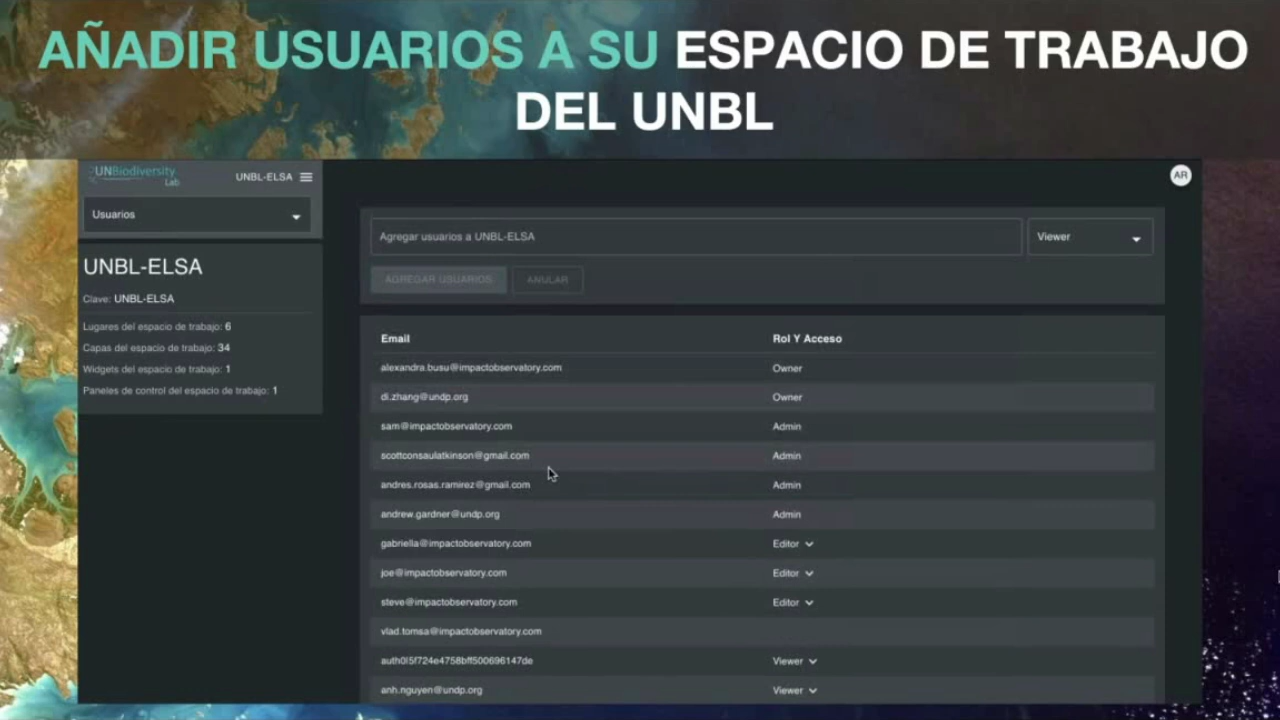 AÑADIR USUARIOS A SU ESPACIO DE TRABAJO
DEL UNBL
UNBiodiversity
Lab
UNBL-ELSA
AR
Usuarios
Agregar usuarios a UNBL-ELSA
Viewer
AGREGAR USUARIOS
ANULAR
UNBL-ELSA
Clave: UNBL-ELSA
Lugares del espacio de trabajo: 6
Capas del espacio de trabajo: 34
Widgets del espacio de trabajo: 1
Paneles de control del espacio de trabajo: 1
Email Rol Y Acceso
alexandra.busu@impactobservatory.com Owner
di.zhang@undp.org Owner
sam@impactobservatory.com Admin
scottconsaulatkinson@gmail.com Admin
andres.rosas.ramirez@gmail.com Admin
andrew.gardner@undp.org Admin
gabriella@impactobservatory.com Editor
joe@impactobservatory.com Editor
steve@impactobservatory.com Editor
vlad.tomsa@impactobservatory.com
auth0|5f724e4758bff500696147de Viewer
anh.nguyen@undp.org Viewer